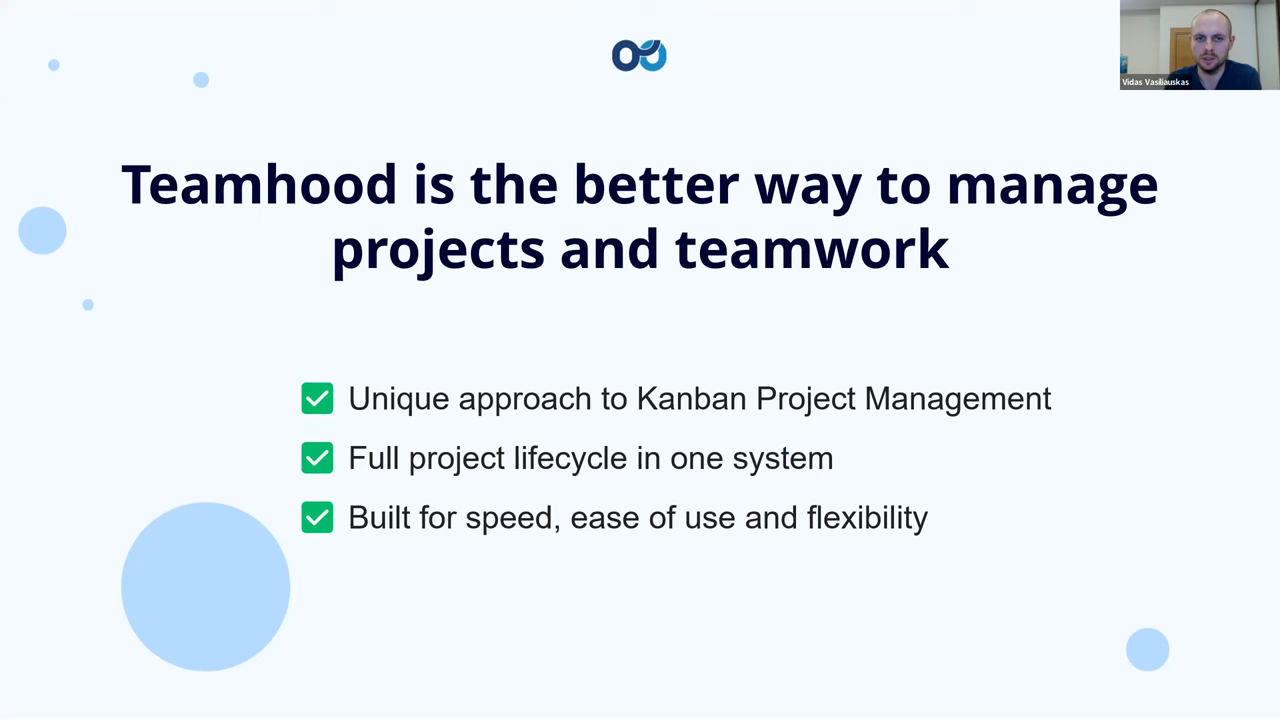 Vidas Vasiliauskas
Teamhood is the better way to manage
projects and teamwork
Unique approach to Kanban Project Management
Full project lifecycle in one system
Built for speed, ease of use and flexibility